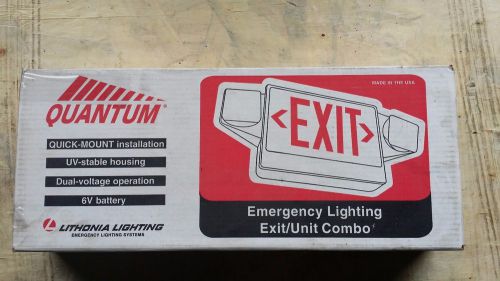 QUANTUM®
QUICK-MOUNT installation
UV-stable housing
Dual-voltage operation
6V battery
LITHONIA LIGHTING
EMERGENCY LIGHTING SYSTEMS
MADE IN THE USA
<EXIT>
Emergency Lighting
Exit/Unit Combo